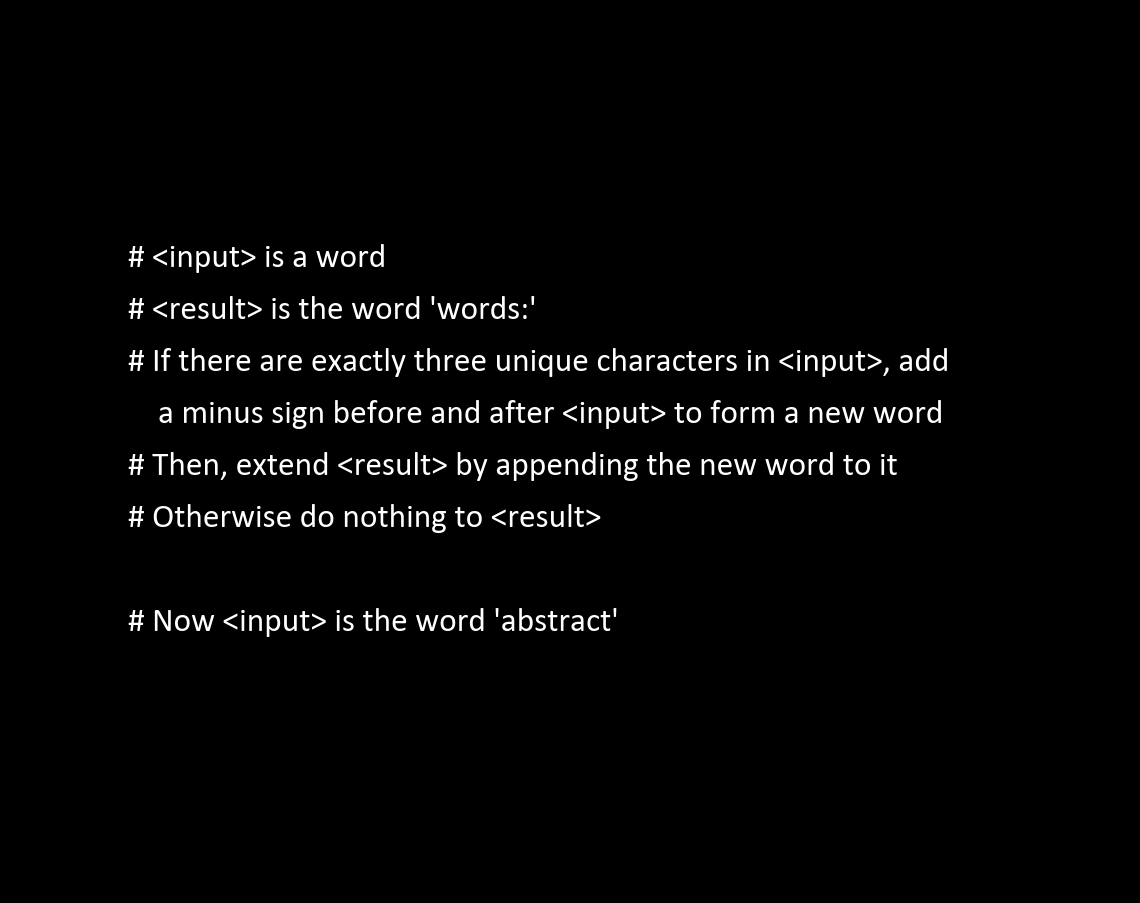 # <input> is a word
# <result> is the word 'words:'
# If there are exactly three unique characters in <input>, add
a minus sign before and after <input> to form a new word
# Then, extend <result> by appending the new word to it
# Otherwise do nothing to <result>
# Now <input> is the word 'abstract'